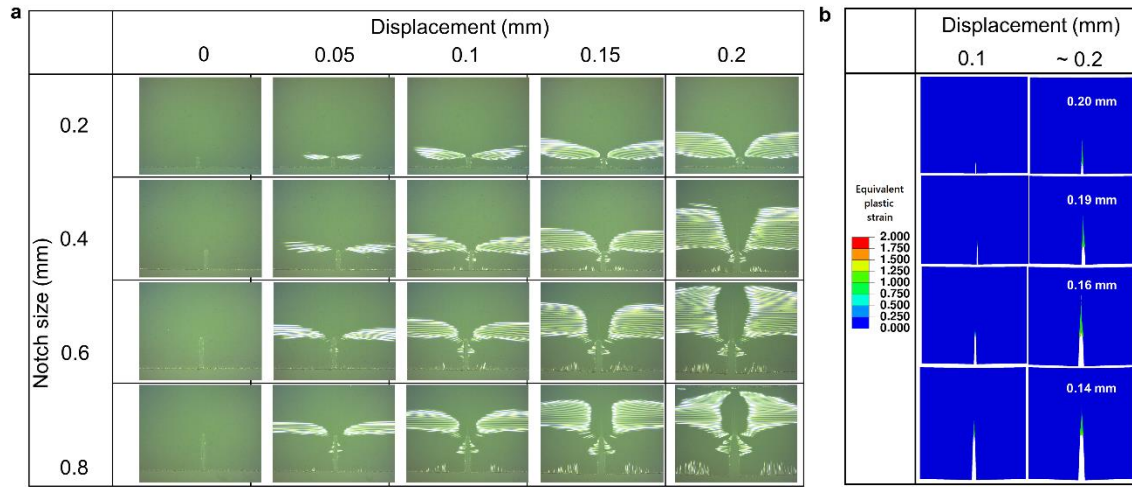 a
Displacement (mm)
0 0.05 0.1 0.15 0.2
Notch size (mm)
0.2
0.4
0.6
0.8
b
Displacement (mm)
0.1 ~ 0.2
Equivalent
plastic
strain
2.000
1.750
1.500
1.250
1.000
0.750
0.500
0.250
0.000
0.20 mm
0.19 mm
0.16 mm
0.14 mm